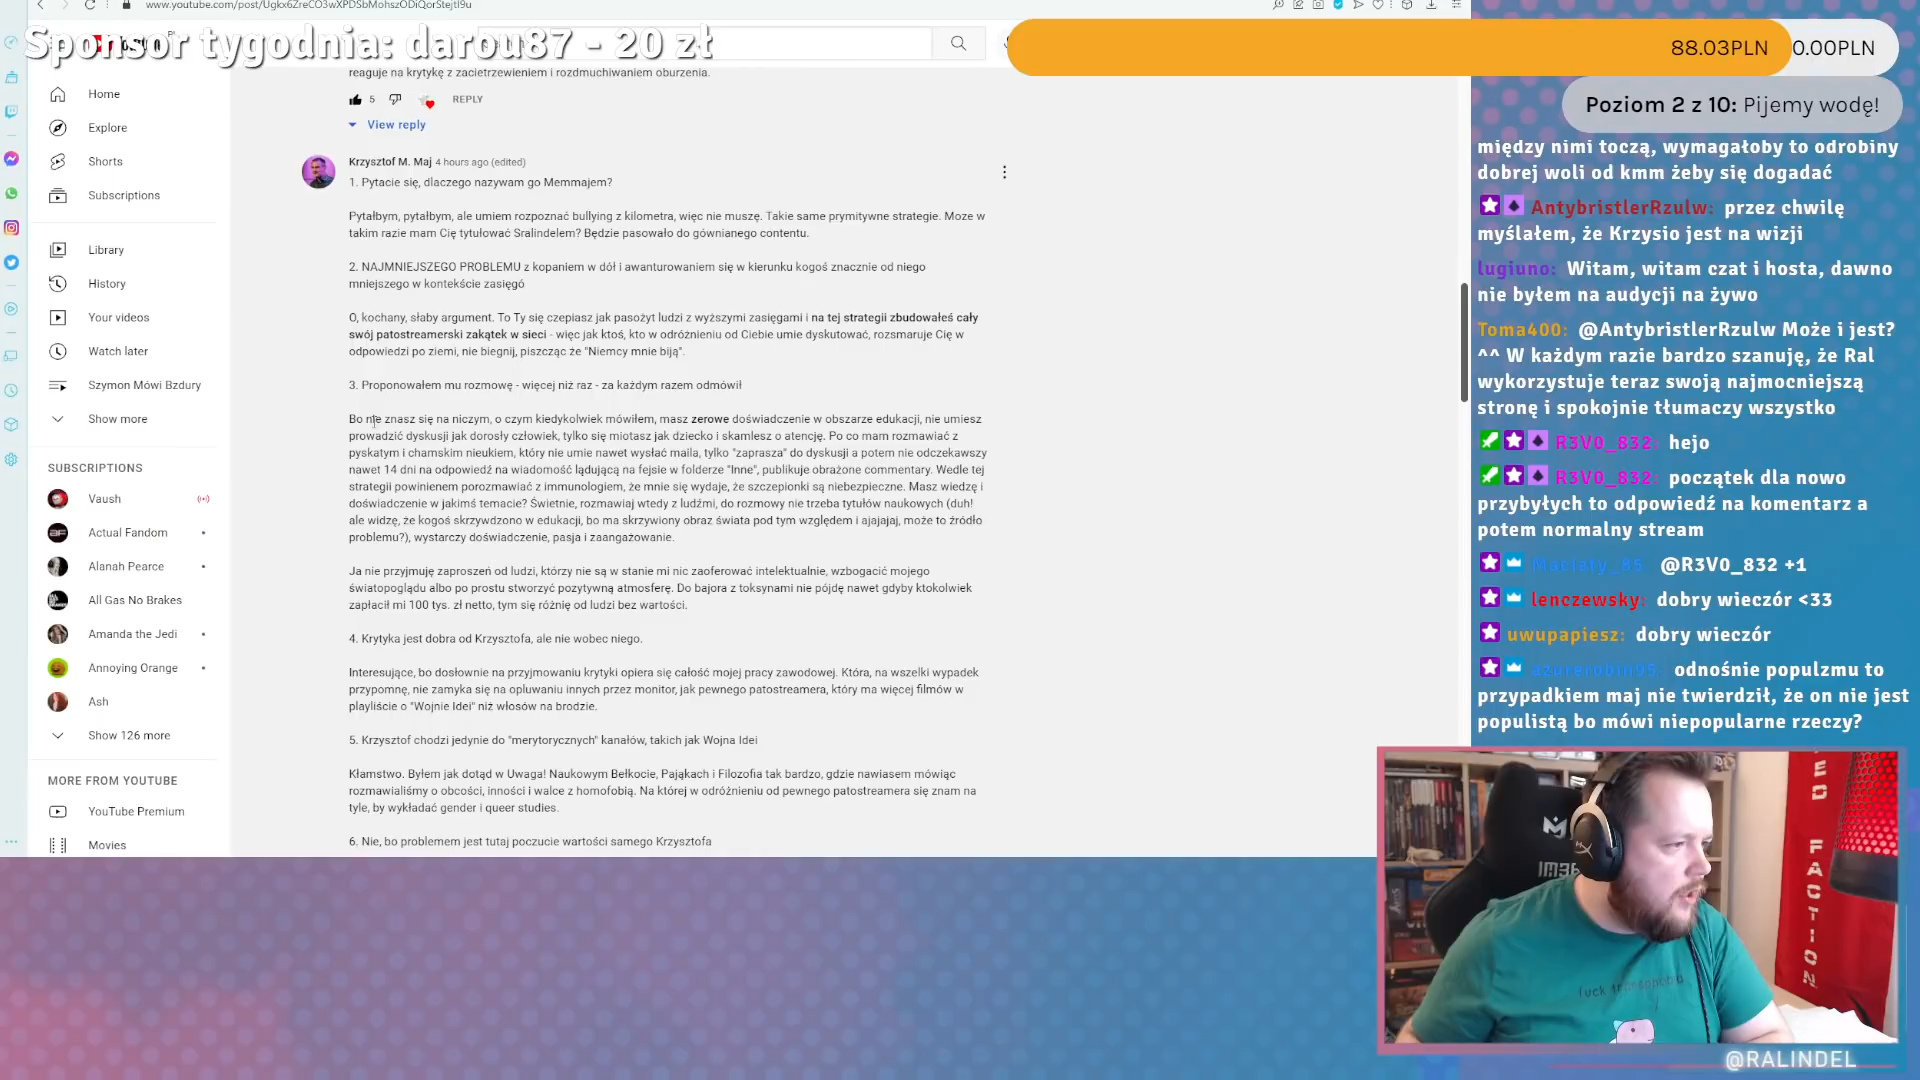 www.youtube.com/post/Ugkx6ZreCO3wXPDSbMohszODiQorStejtI9u
Sponsor tygodnia: darou87 - 20 zł
88.03PLN
0.00PLN
Poziom 2 z 10: Pijemy wodę!
Home
Explore
Shorts
Subscriptions
Library
History
Your videos
Watch later
Szymon Mówi Bzdury
Show more
SUBSCRIPTIONS
Vaush
Actual Fandom
Alanah Pearce
All Gas No Brakes
Amanda the Jedi
Annoying Orange
Ash
Show 126 more
MORE FROM YOUTUBE
YouTube Premium
Movies
reaguje na krytykę z zacietrzewieniem i rozdmuchiwaniem oburzenia.
5 REPLY
View reply
Krzysztof M. Maj 4 hours ago (edited)
1. Pytacie się, dlaczego nazywam go Memmajem?
Pytałbym, pytałbym, ale umiem rozpoznać bullying z kilometra, więc nie muszę. Takie same prymitywne strategie. Moze w
takim razie mam Cię tytułować Sralindelem? Będzie pasowało do gównianego contentu.
2. NAJMNIEJSZEGO PROBLEMU z kopaniem w dół i awanturowaniem się w kierunku kogoś znacznie od niego
mniejszego w kontekście zasięgó
O, kochany, słaby argument. To Ty się czepiasz jak pasożyt ludzi z wyższymi zasięgami i na tej strategii zbudowałeś cały
swój patostreamerski zakątek w sieci - więc jak ktoś, kto w odróżnieniu od Ciebie umie dyskutować, rozsmaruje Cię w
odpowiedzi po ziemi, nie biegnij, piszcząc że "Niemcy mnie biją".
3. Proponowałem mu rozmowę - więcej niż raz - za każdym razem odmówił
Bo nie znasz się na niczym, o czym kiedykolwiek mówiłem, masz zerowe doświadczenie w obszarze edukacji, nie umiesz
prowadzić dyskusji jak dorosły człowiek, tylko się miotasz jak dziecko i skamlesz o atencję. Po co mam rozmawiać z
pyskatym i chamskim nieukiem, który nie umie nawet wysłać maila, tylko "zaprasza" do dyskusji a potem nie odczekawszy
nawet 14 dni na odpowiedź na wiadomość lądującą na fejsie w folderze "Inne", publikuje obrażone commentary. Wedle tej
strategii powinienem porozmawiać z immunologiem, że mnie się wydaje, że szczepionki są niebezpieczne. Masz wiedzę i
doświadczenie w jakimś temacie? Świetnie, rozmawiaj wtedy z ludźmi, do rozmowy nie trzeba tytułów naukowych (duh!
ale widzę, że kogoś skrzywdzono w edukacji, bo ma skrzywiony obraz świata pod tym względem i ajajajaj, może to źródło
problemu?), wystarczy doświadczenie, pasja i zaangażowanie.
Ja nie przyjmuję zaproszeń od ludzi, którzy nie są w stanie mi nic zaoferować intelektualnie, wzbogacić mojego
światopoglądu albo po prostu stworzyć pozytywną atmosferę. Do bajora z toksynami nie pójdę nawet gdyby ktokolwiek
zapłacił mi 100 tys. zł netto, tym się różnię od ludzi bez wartości.
4. Krytyka jest dobra od Krzysztofa, ale nie wobec niego.
Interesujące, bo dosłownie na przyjmowaniu krytyki opiera się całość mojej pracy zawodowej. Która, na wszelki wypadek
przypomnę, nie zamyka się na opluwaniu innych przez monitor, jak pewnego patostreamera, który ma więcej filmów w
playliście o "Wojnie Idei" niż włosów na brodzie.
5. Krzysztof chodzi jedynie do "merytorycznych" kanałów, takich jak Wojna Idei
Kłamstwo. Byłem jak dotąd w Uwaga! Naukowym Bełkocie, Pająkach i Filozofia tak bardzo, gdzie nawiasem mówiąc
rozmawialiśmy o obcości, inności i walce z homofobią. Na której w odróżnieniu od pewnego patostreamera się znam na
tyle, by wykładać gender i queer studies.
6. Nie, bo problemem jest tutaj poczucie wartości samego Krzysztofa
między nimi toczą, wymagałoby to odrobiny
dobrej woli od kmm żeby się dogadać
AntybristlerRzulw: przez chwilę
myślałem, że Krzysio jest na wizji
lugiuno: Witam, witam czat i hosta, dawno
nie byłem na audycji na żywo
Toma400: @AntybristlerRzulw Może i jest?
^^ W każdym razie bardzo szanuję, że Ral
wykorzystuje teraz swoją najmocniejszą
stronę i spokojnie tłumaczy wszystko
R3V0_832: hejo
R3V0_832: początek dla nowo
przybyłych to odpowiedź na komentarz a
potem normalny stream
@R3V0_832 +1
lenczewsky: dobry wieczór <33
uwupapiesz: dobry wieczór
azurerobin95: odnośnie populzmu to
przypadkiem maj nie twierdził, że on nie jest
populistą bo mówi niepopularne rzeczy?
FACTION
fuck transphobia
@RALINDEL